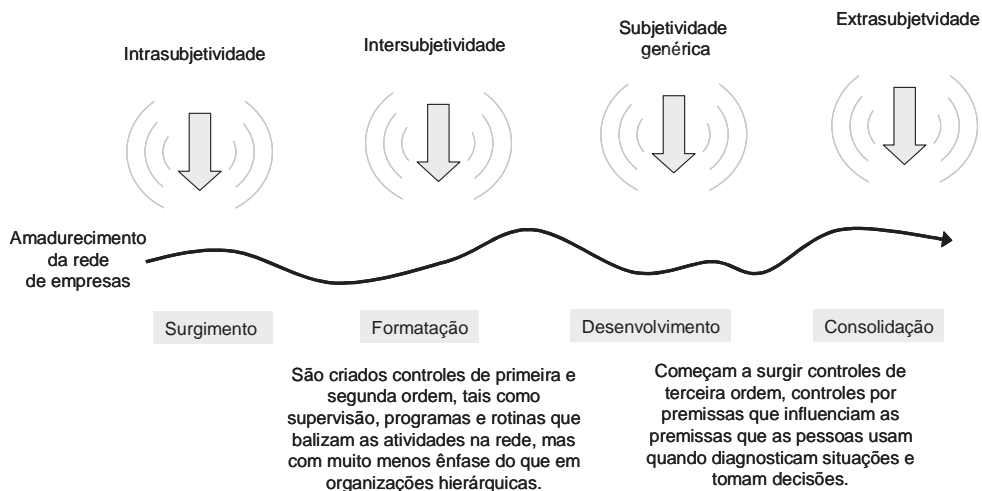 Intrasubjetividade
Intersubjetividade
Subjetividade
genérica
Extrasubjetvidade
Amadurecimento
da rede
de empresas
Surgimento
Formatação
Desenvolvimento
Consolidação
São criados controles de primeira e
segunda ordem, tais como
supervisão, programas e rotinas que
balizam as atividades na rede, mas
com muito menos ênfase do que em
organizações hierárquicas.
Começam a surgir controles de
terceira ordem, controles por
premissas que influenciam as
premissas que as pessoas usam
quando diagnosticam situações e
tomam decisões.